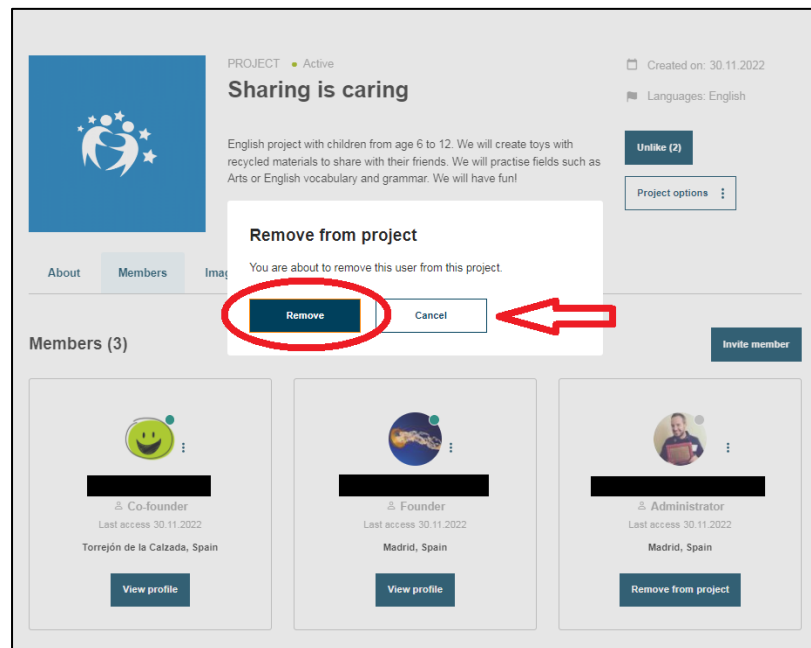 PROJECT • Active
Sharing is caring
Created on: 30.11.2022
Languages: English
English project with children from age 6 to 12. We will create toys with
recycled materials to share with their friends. We will practise fields such as
Arts or English vocabulary and grammar. We will have fun!
Unlike (2)
Project options
Remove from project
You are about to remove this user from this project.
Remove
Cancel
About
Members
Members (3)
Invite member
Co-founder
Last access 30.11.2022
Torrejón de la Calzada, Spain
View profile
Founder
Last access 30.11.2022
Madrid, Spain
View profile
Administrator
Last access 30.11.2022
Madrid, Spain
Remove from project